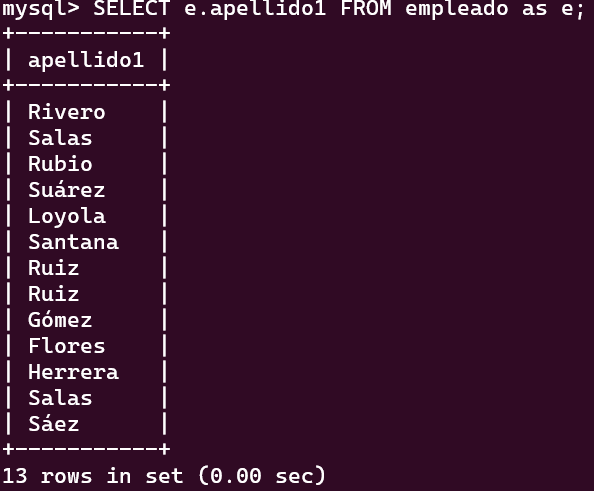 mysql> SELECT e.apellido1 FROM empleado as e;
+-----------+
| apellido1 |
+-----------+
| Rivero    |
| Salas     |
| Rubio     |
| Suárez    |
| Loyola    |
| Santana   |
| Ruiz      |
| Ruiz      |
| Gómez     |
| Flores    |
| Herrera   |
| Salas     |
| Sáez      |
+-----------+
13 rows in set (0.00 sec)